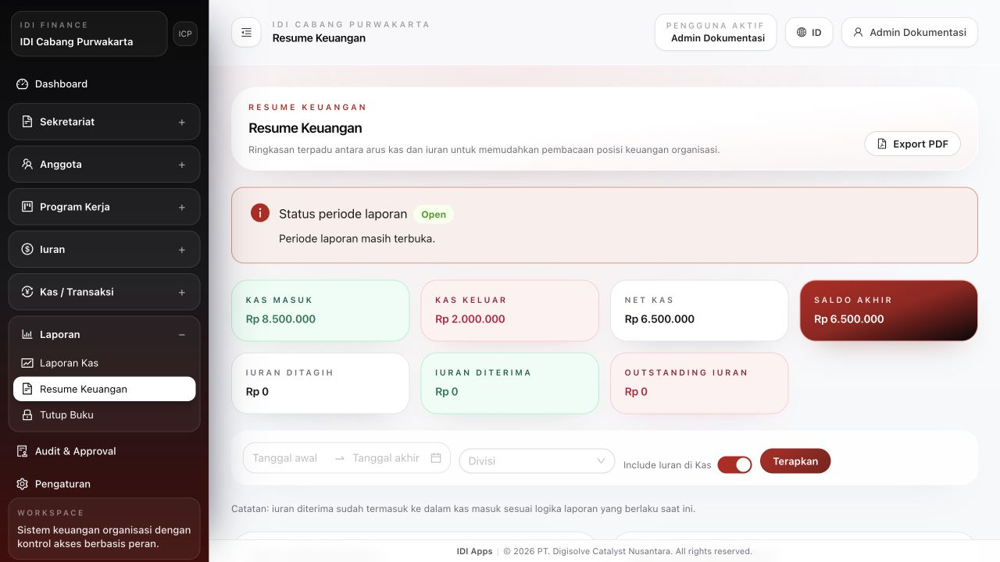 IDI FINANCE
IDI Cabang Purwakarta
ICP
Dashboard
Sekretariat
+
Anggota
+
Program Kerja
+
Iuran
+
Kas / Transaksi
+
Laporan
−
Laporan Kas
Resume Keuangan
Tutup Buku
Audit & Approval
Pengaturan
WORKSPACE
Sistem keuangan organisasi dengan
kontrol akses berbasis peran.
IDI CABANG PURWAKARTA
Resume Keuangan
PENGGUNA AKTIF
Admin Dokumentasi
ID
Admin Dokumentasi
RESUME KEUANGAN
Resume Keuangan
Ringkasan terpadu antara arus kas dan iuran untuk memudahkan pembacaan posisi keuangan organisasi.
Export PDF
Status periode laporan Open
Periode laporan masih terbuka.
KAS MASUK
Rp 8.500.000
KAS KELUAR
Rp 2.000.000
NET KAS
Rp 6.500.000
SALDO AKHIR
Rp 6.500.000
IURAN DITAGIH
Rp 0
IURAN DITERIMA
Rp 0
OUTSTANDING IURAN
Rp 0
Tanggal awal → Tanggal akhir
Divisi
Include Iuran di Kas
Terapkan
Catatan: iuran diterima sudah termasuk ke dalam kas masuk sesuai logika laporan yang berlaku saat ini.
IDI Apps | © 2026 PT. Digisolve Catalyst Nusantara. All rights reserved.